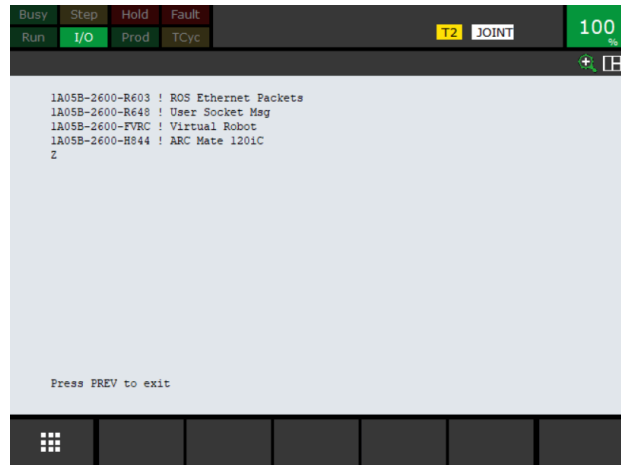 Busy Step Hold Fault
Run I/O Prod TCyc
T2 JOINT
100 %
1A05B-2600-R603 ! ROS Ethernet Packets
1A05B-2600-R648 ! User Socket Msg
1A05B-2600-FVRC ! Virtual Robot
1A05B-2600-H844 ! ARC Mate 120iC
Z
Press PREV to exit